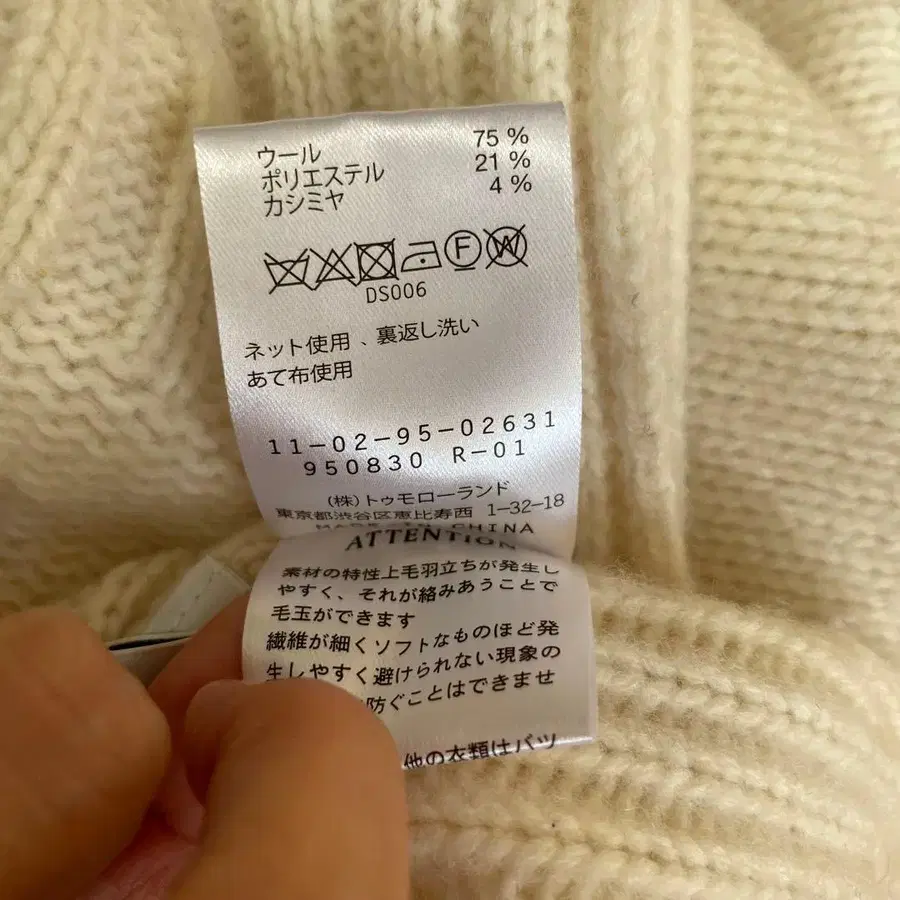 ウール 75 %
ポリエステル 21 %
カシミヤ 4 %
F W
DS006
ネット使用 、裏返し洗い
あて布使用
11-02-95-02631
950830 R-01
(株)トゥモローランド
東京都渋谷区恵比寿西 1-32-18
MADE IN CHINA
ATTENTION
素材の特性上毛羽立ちが発生し
やすく、それが絡みあうことで
毛玉ができます
繊維が細くソフトなものほど発
生しやすく避けられない現象の
防ぐことはできませ
他の衣類はバツ